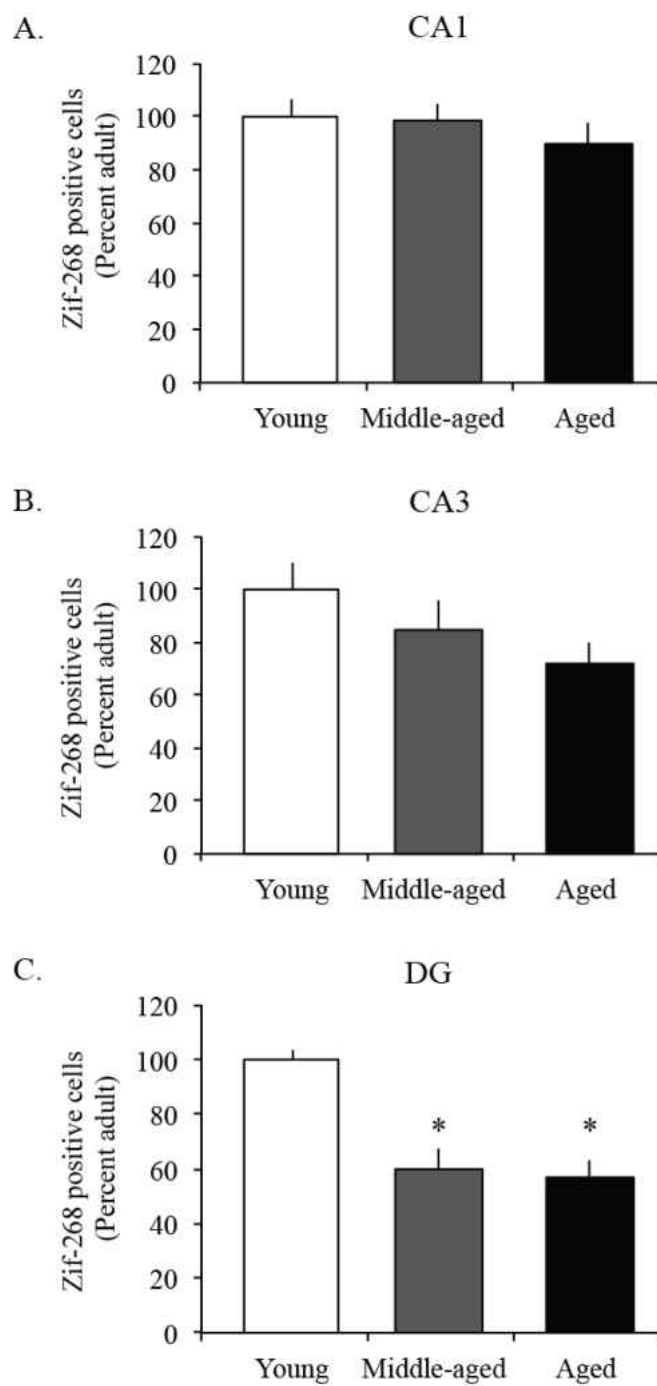 A.
CA1
Zif-268 positive cells
(Percent adult)
120
100
80
60
40
20
0
Young Middle-aged Aged
B.
CA3
Zif-268 positive cells
(Percent adult)
120
100
80
60
40
20
0
Young Middle-aged Aged
C.
DG
Zif-268 positive cells
(Percent adult)
120
100
80
60
40
20
0
* *
Young Middle-aged Aged